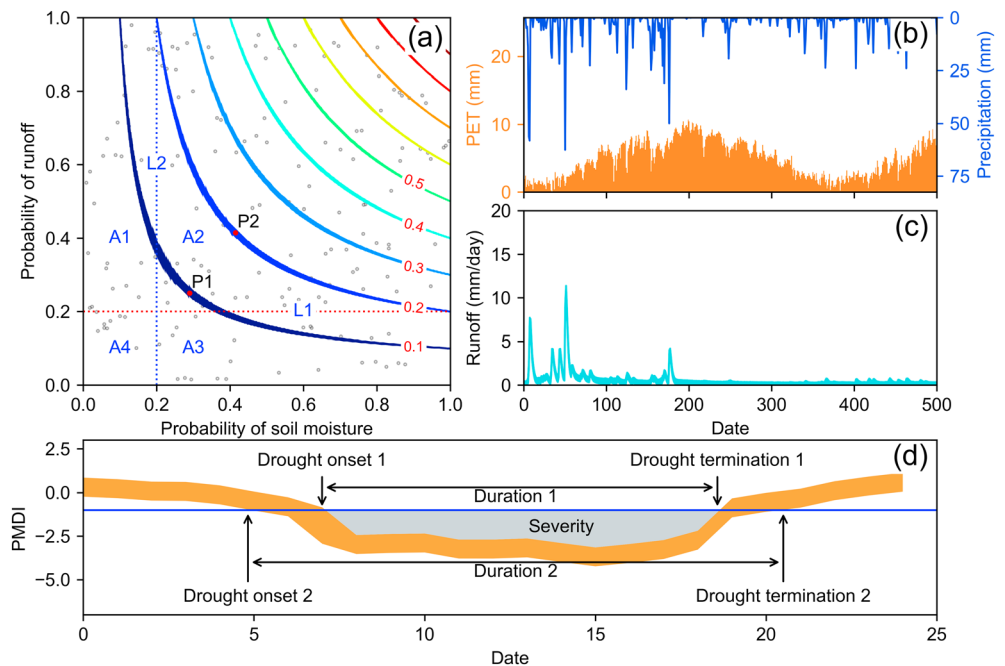 (a)
1.0
0.8
0.6
0.4
0.2
0.0
Probability of runoff
0.0
0.2
0.4
0.6
0.8
1.0
Probability of soil moisture
L2
A1
A2
P2
P1
L1
A4
A3
0.5
0.4
0.3
0.2
0.1
(b)
20
10
0
PET (mm)
0
25
50
75
Precipitation (mm)
(c)
20
15
10
5
0
Runoff (mm/day)
0
100
200
300
400
500
Date
(d)
2.5
0.0
−2.5
−5.0
PMDI
Drought onset 1
Drought termination 1
Duration 1
Severity
Duration 2
Drought onset 2
Drought termination 2
0
5
10
15
20
25
Date